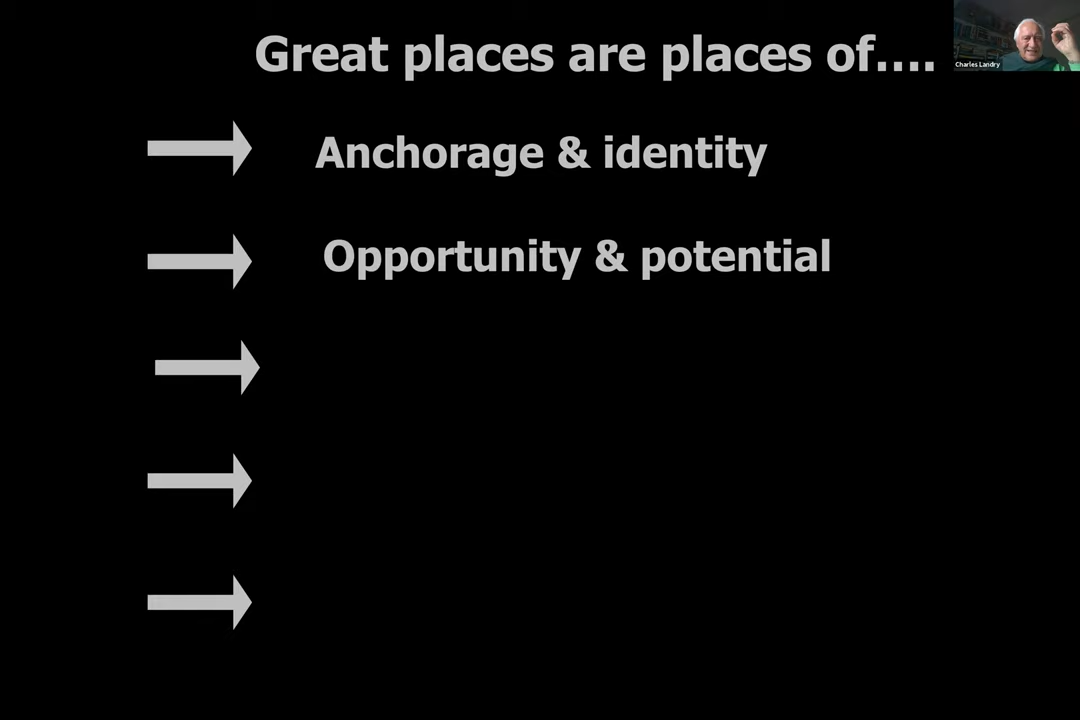 Great places are places of....
Charles Landry
Anchorage & identity
Opportunity & potential